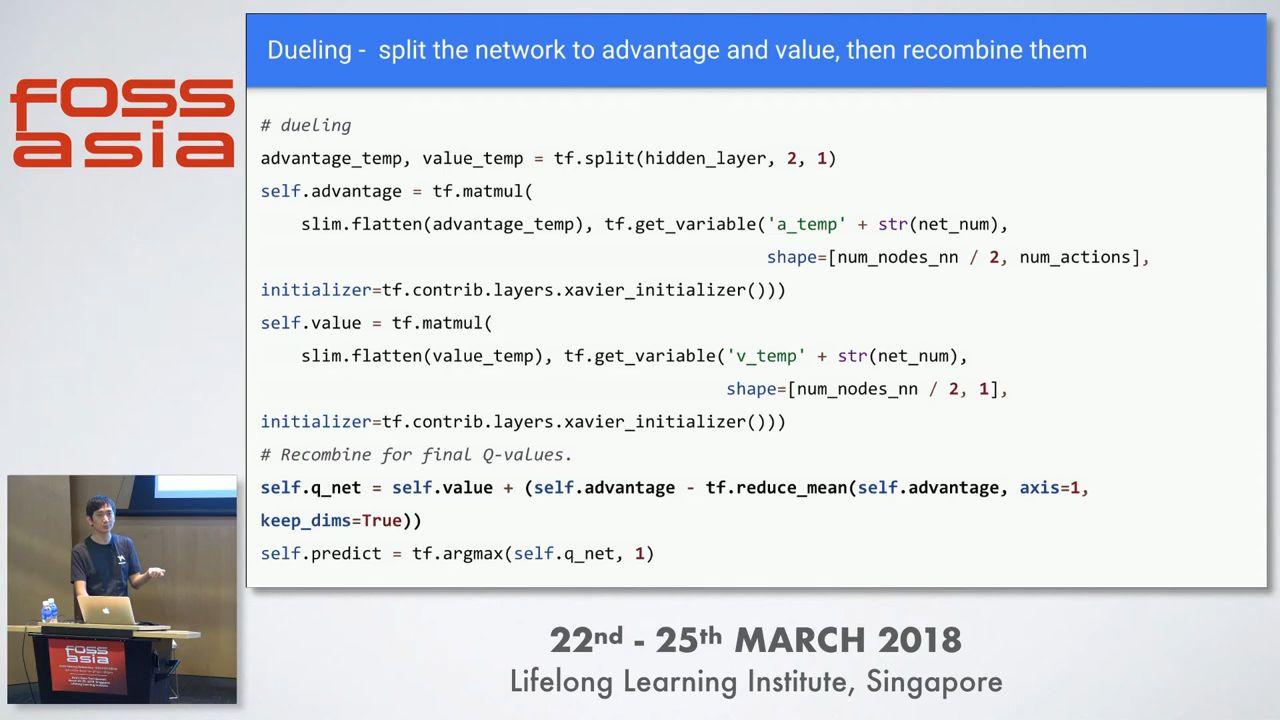 foss
asia
Dueling - split the network to advantage and value, then recombine them
# dueling
advantage_temp, value_temp = tf.split(hidden_layer, 2, 1)
self.advantage = tf.matmul(
slim.flatten(advantage_temp), tf.get_variable('a_temp' + str(net_num),
shape=[num_nodes_nn / 2, num_actions],
initializer=tf.contrib.layers.xavier_initializer()))
self.value = tf.matmul(
slim.flatten(value_temp), tf.get_variable('v_temp' + str(net_num),
shape=[num_nodes_nn / 2, 1],
initializer=tf.contrib.layers.xavier_initializer()))
# Recombine for final Q-values.
self.q_net = self.value + (self.advantage - tf.reduce_mean(self.advantage, axis=1,
keep_dims=True))
self.predict = tf.argmax(self.q_net, 1)
foss
asia
22nd - 25th MARCH 2018
Lifelong Learning Institute, Singapore